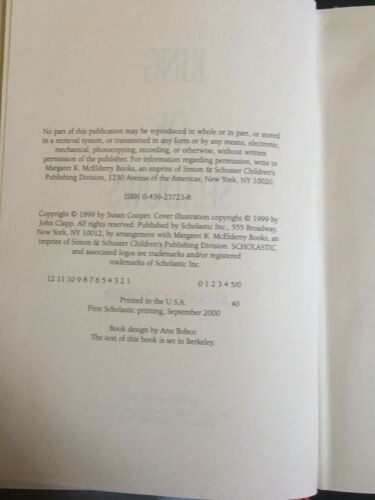 No part of this publication may be reproduced in whole or in part, or stored
in a retrieval system, or transmitted in any form or by any means, electronic,
mechanical, photocopying, recording, or otherwise, without written
permission of the publisher. For information regarding permission, write to
Margaret K. McElderry Books, an imprint of Simon & Schuster Children's
Publishing Division, 1230 Avenue of the Americas, New York, NY 10020.
ISBN 0-439-23723-8
Copyright © 1999 by Susan Cooper. Cover illustration copyright © 1999 by
John Clapp. All rights reserved. Published by Scholastic Inc., 555 Broadway,
New York, NY 10012, by arrangement with Margaret K. McElderry Books, an
imprint of Simon & Schuster Children's Publishing Division. SCHOLASTIC
and associated logos are trademarks and/or registered
trademarks of Scholastic Inc.
12 11 10 9 8 7 6 5 4 3 2 1 0 1 2 3 4 5/0
Printed in the U.S.A. 40
First Scholastic printing, September 2000
Book design by Ann Bobco
The text of this book is set in Berkeley.